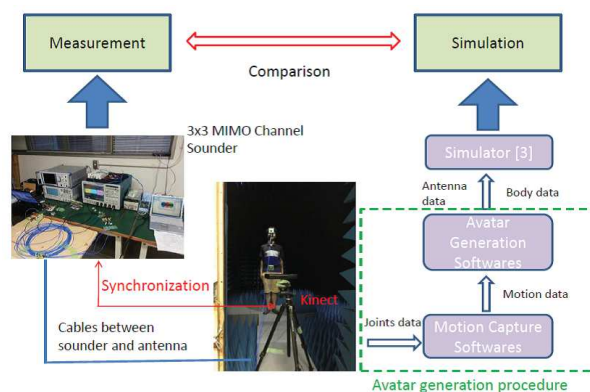 Measurement
Simulation
Comparison
3x3 MIMO Channel
Sounder
Simulator [3]
Antenna
data
Body data
Avatar
Generation
Softwares
Synchronization
Kinect
Motion data
Cables between
sounder and antenna
Joints data
Motion Capture
Softwares
Avatar generation procedure